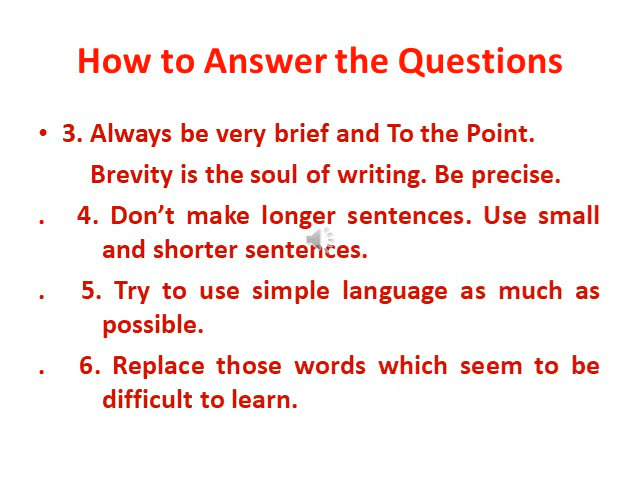 How to Answer the Questions
• 3. Always be very brief and To the Point.
Brevity is the soul of writing. Be precise.
. 4. Don’t make longer sentences. Use small
and shorter sentences.
. 5. Try to use simple language as much as
possible.
. 6. Replace those words which seem to be
difficult to learn.